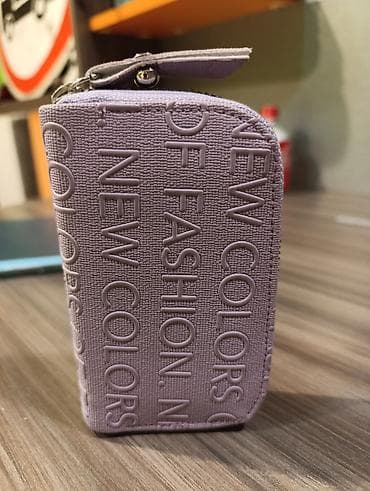 NEW COLORS O
OF FASHION. N
. NEW COLORS
COLORS